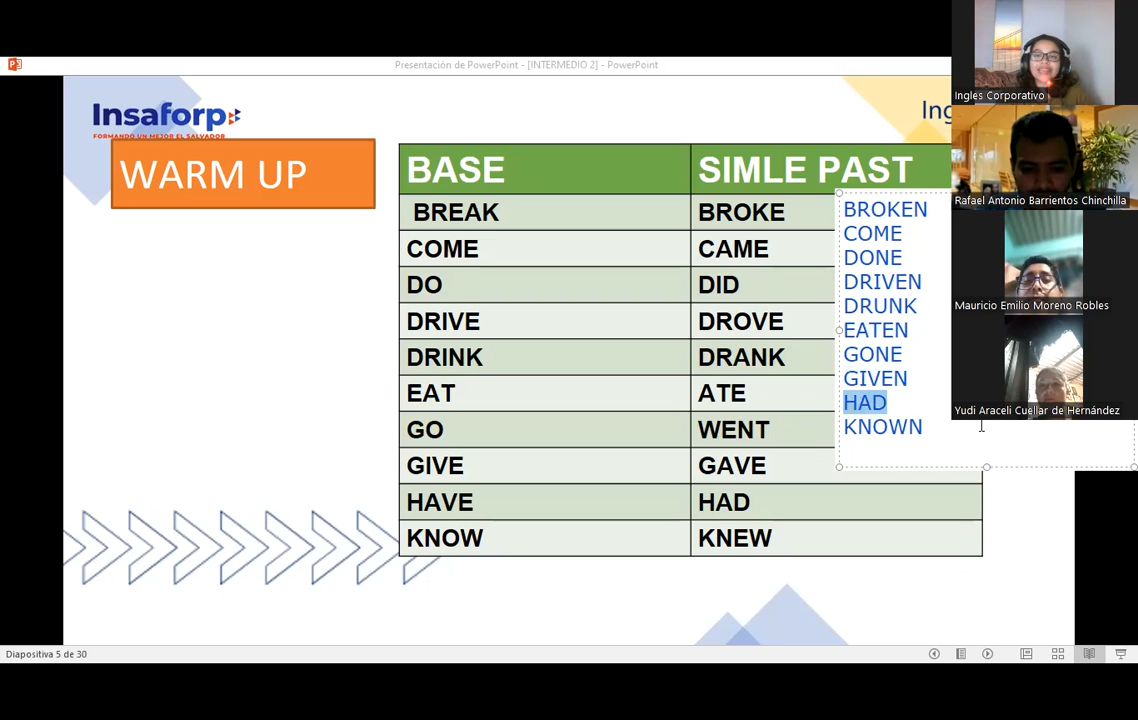 Presentación de PowerPoint - [INTERMEDIO 2] - PowerPoint
Insaforp
FORMANDO UN MEJOR EL SALVADOR
Ing
WARM UP
BASE SIMLE PAST
BREAK BROKE
COME CAME
DO DID
DRIVE DROVE
DRINK DRANK
EAT ATE
GO WENT
GIVE GAVE
HAVE HAD
KNOW KNEW
BROKEN
COME
DONE
DRIVEN
DRUNK
EATEN
GONE
GIVEN
HAD
KNOWN
Ingles Corporativo
Rafael Antonio Barrientos Chinchilla
Mauricio Emilio Moreno Robles
Yudi Araceli Cuellar de Hernández
Diapositiva 5 de 30